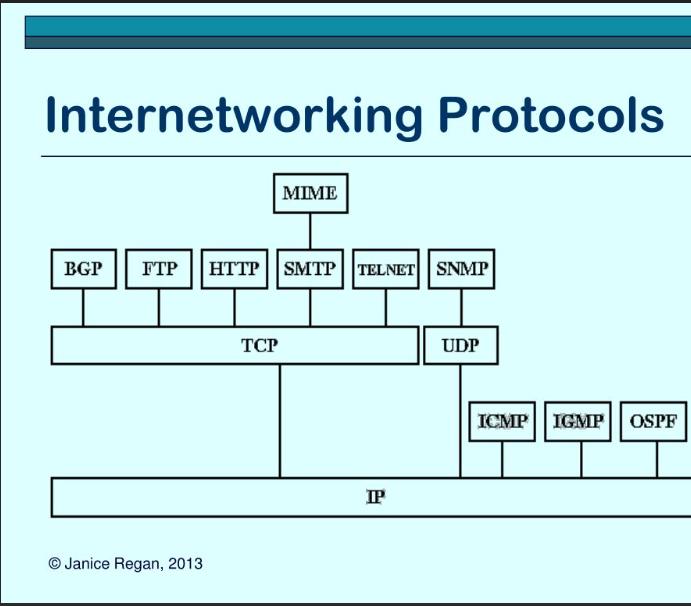 Internetworking Protocols
MIME
BGP FTP HTTP SMTP TELNET SNMP
TCP UDP
ICMP IGMP OSPF
IP
© Janice Regan, 2013